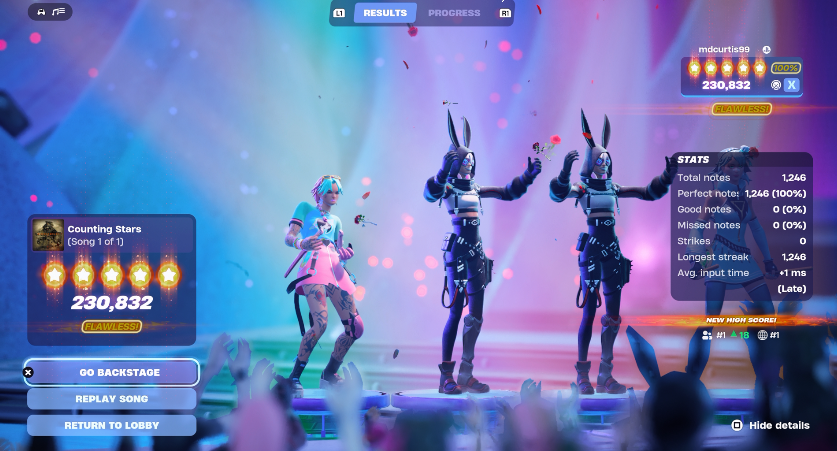 L1 RESULTS PROGRESS R1
mdcurtis99
100%
230,832 X
FLAWLESS!
STATS
Total notes 1,246
Perfect note: 1,246 (100%)
Good notes 0 (0%)
Missed notes 0 (0%)
Strikes 0
Longest streak 1,246
Avg. input time +1 ms
(Late)
NEW HIGH SCORE!
#1 18 #1
Counting Stars
(Song 1 of 1)
230,832
FLAWLESS!
GO BACKSTAGE
REPLAY SONG
RETURN TO LOBBY
Hide details